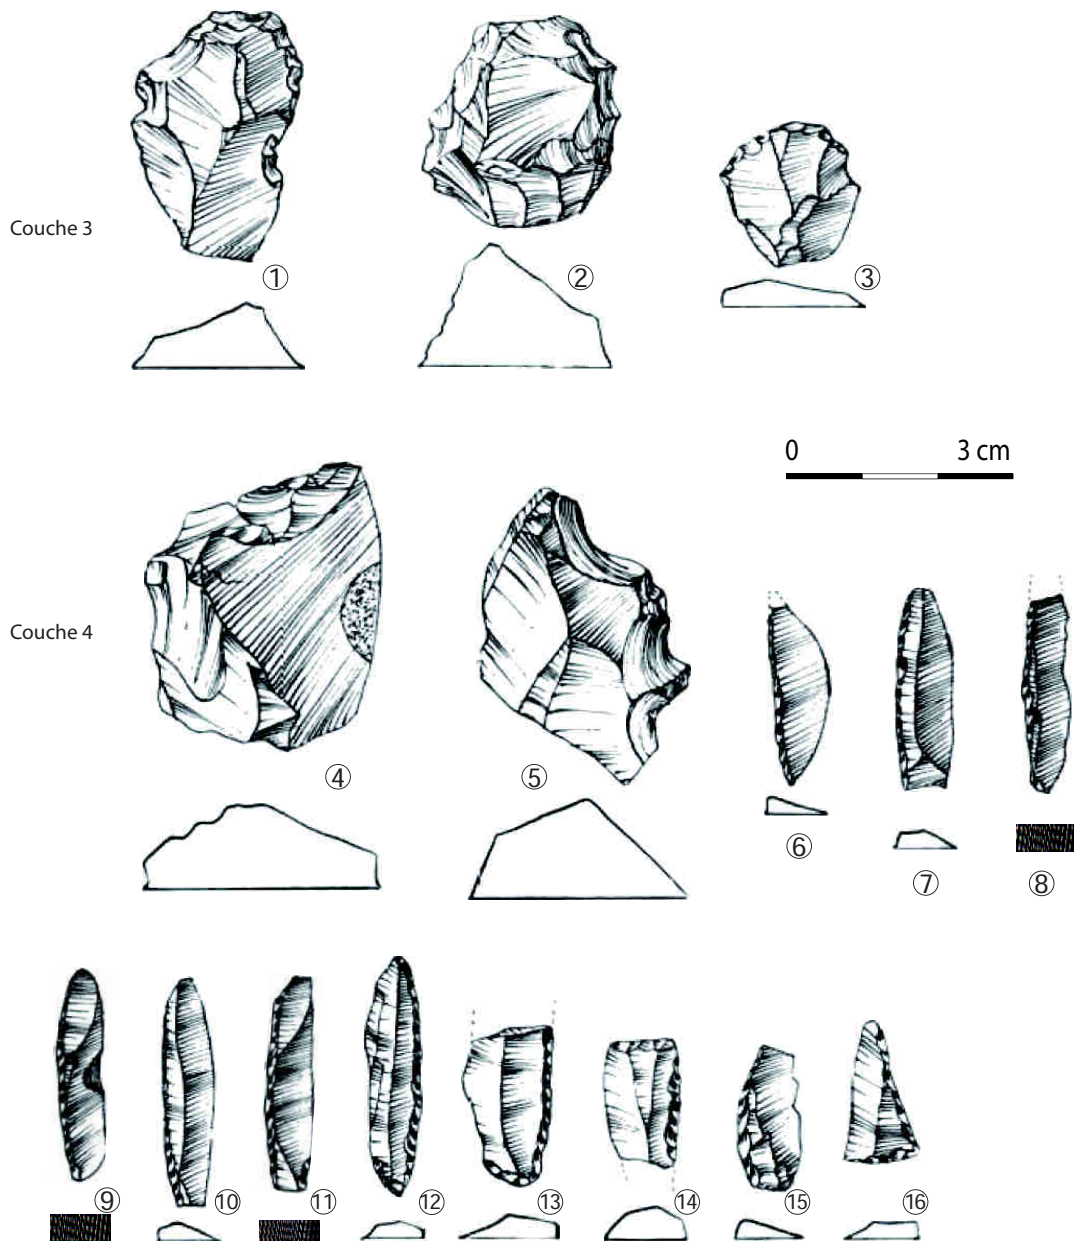 Couche 3
① ② ③
0 3 cm
Couche 4
④ ⑤ ⑥ ⑦ ⑧
⑨ ⑩ ⑪ ⑫ ⑬ ⑭ ⑮ ⑯